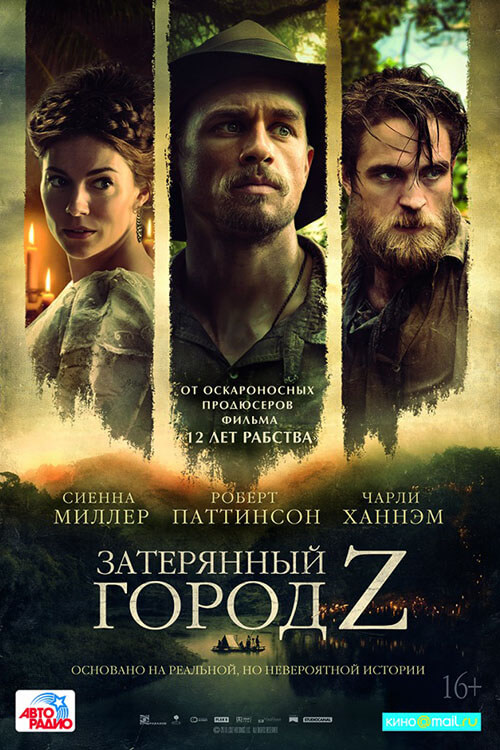 ОТ ОСКАРОНОСНЫХ
ПРОДЮСЕРОВ
ФИЛЬМА
12 ЛЕТ РАБСТВА
СИЕННА МИЛЛЕР
РОБЕРТ ПАТТИНСОН
ЧАРЛИ ХАННЭМ
ЗАТЕРЯННЫЙ
ГОРОД Z
ОСНОВАНО НА РЕАЛЬНОЙ, НО НЕВЕРОЯТНОЙ ИСТОРИИ
16+
АВТО
РАДИО
STUDIOCANAL
КИНО@mail.ru